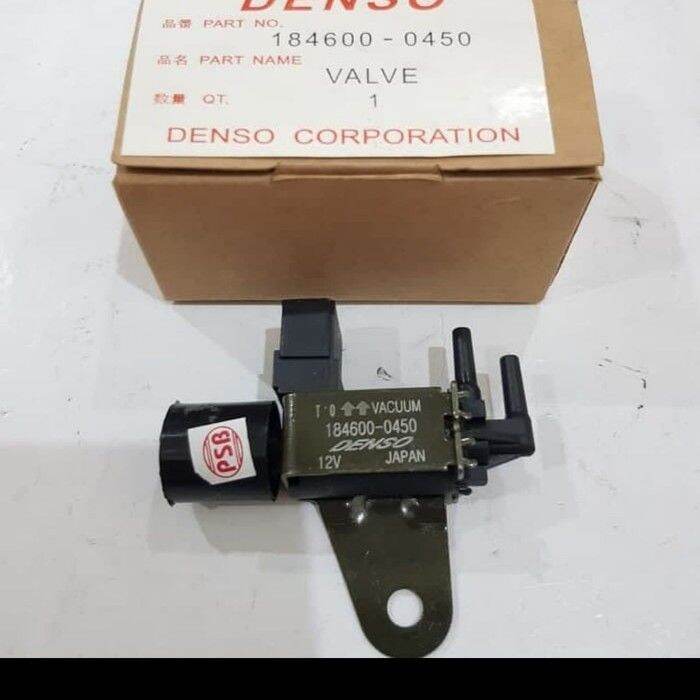 DENSO
品番 PART NO.
184600-0450
品名 PART NAME
VALVE
数量 QT.
1
DENSO CORPORATION
I'O ⇧⇧ VACUUM
184600-0450
DENSO
12V JAPAN
PSB